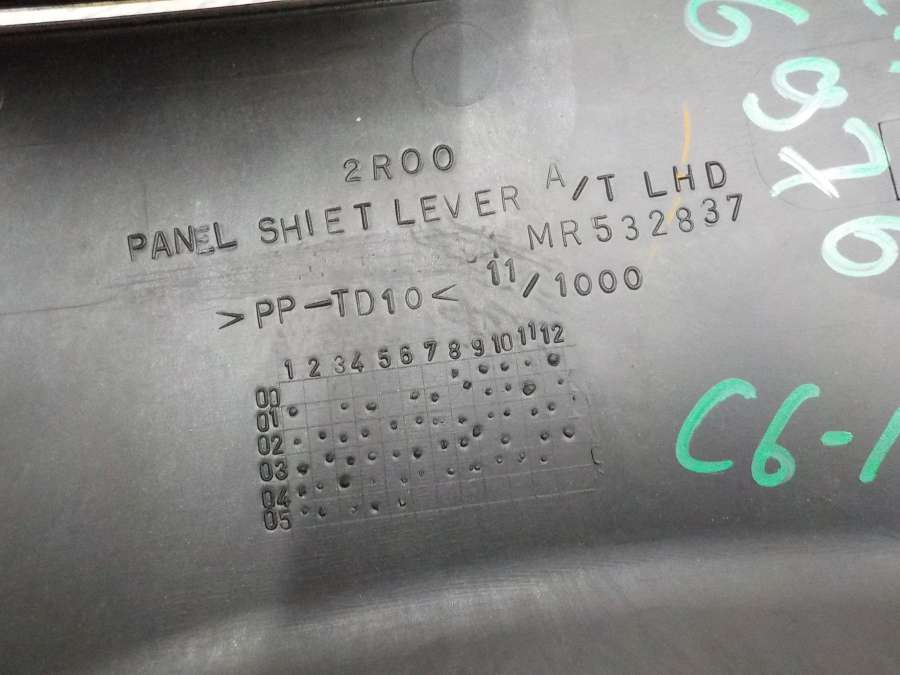 2R00
PANEL SHIET LEVER A/T LHD
MR532837
>PP-TD10< 11/1000
1 2 3 4 5 6 7 8 9 10 11 12
00
01
02
03
04
05
6976
C6-1